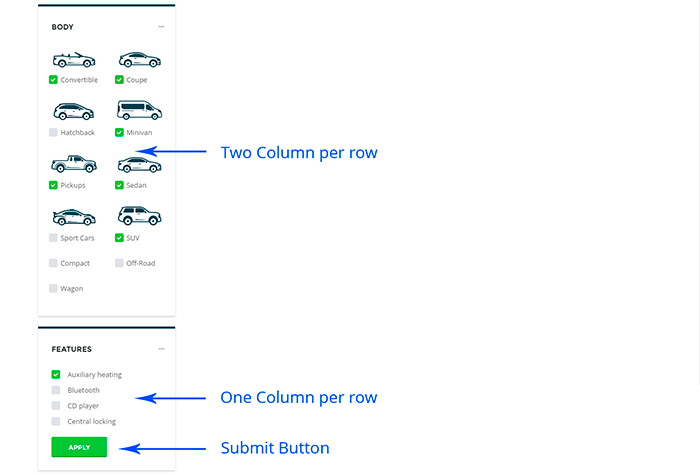 BODY
Convertible
Coupe
Hatchback
Minivan
Two Column per row
Pickups
Sedan
Sport Cars
SUV
Compact
Off-Road
Wagon
FEATURES
Auxiliary heating
Bluetooth
One Column per row
CD player
Central locking
APPLY
Submit Button